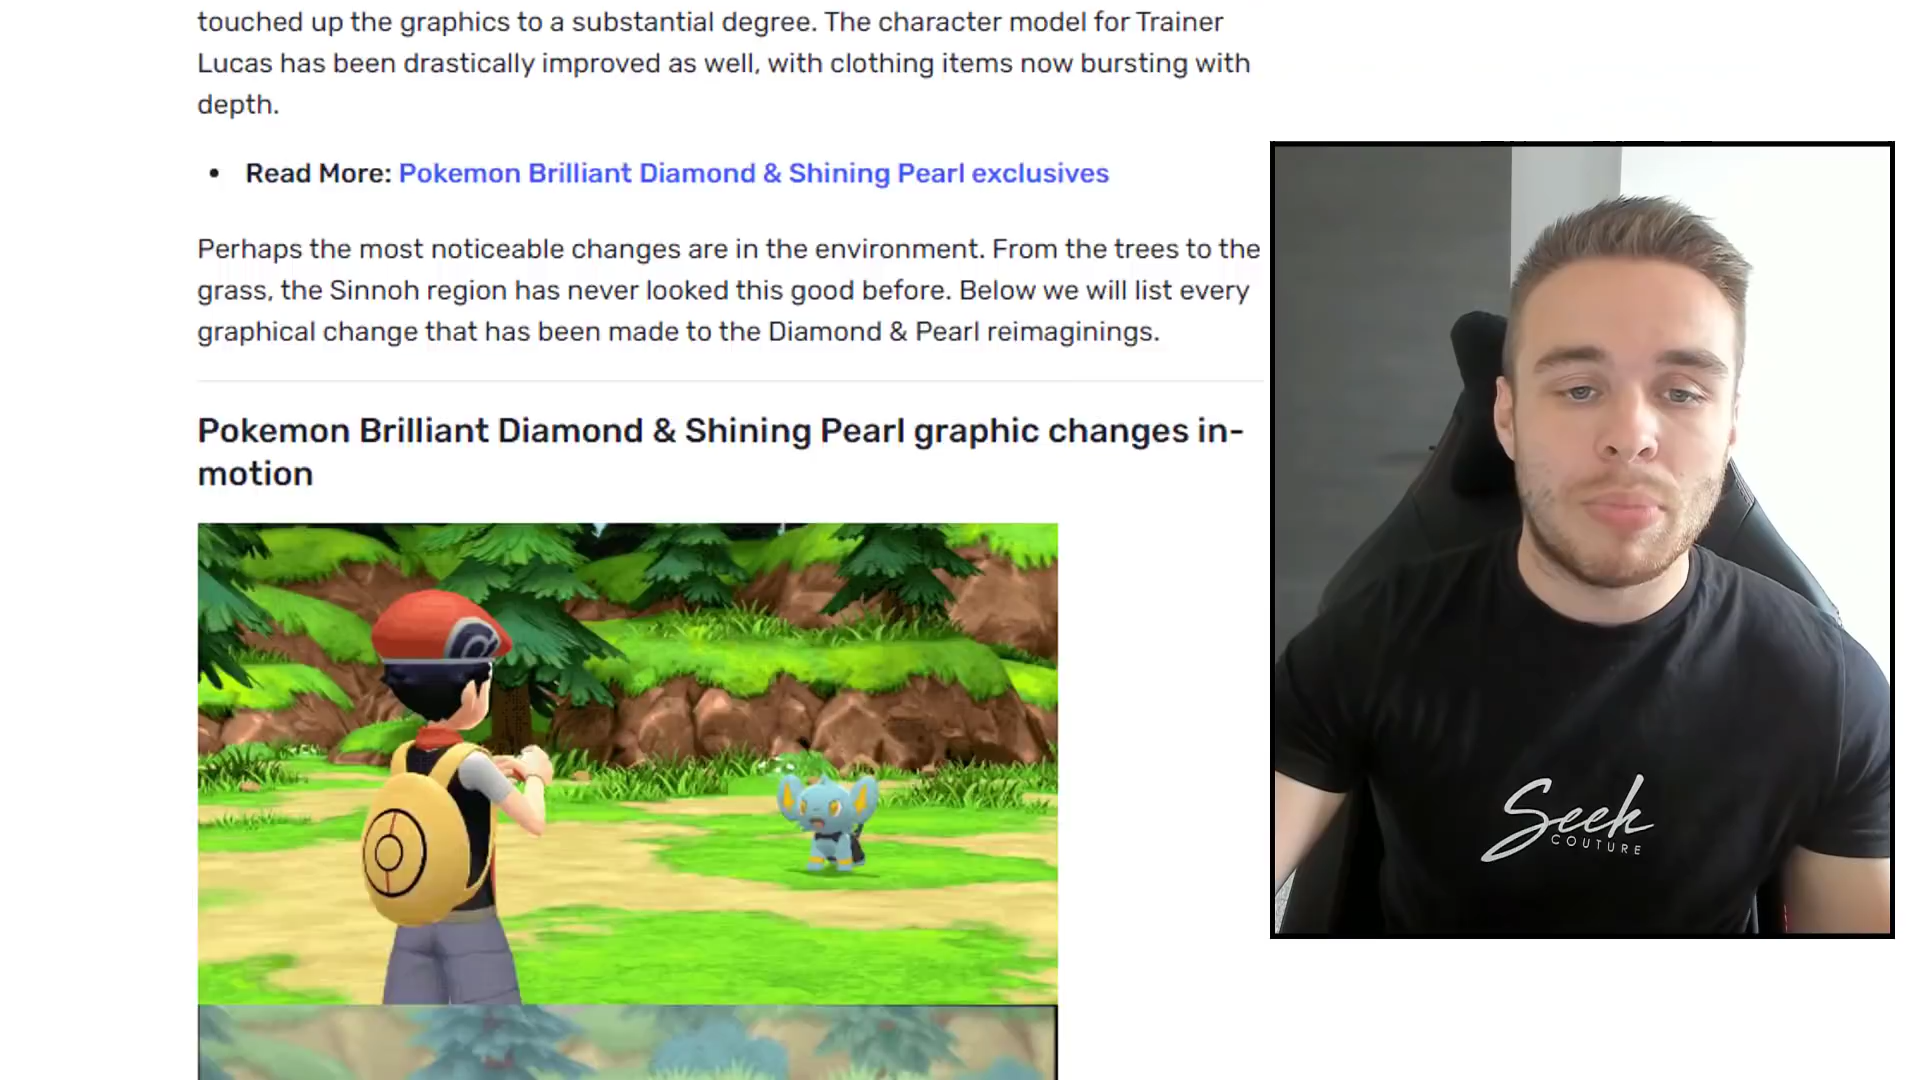 touched up the graphics to a substantial degree. The character model for Trainer
Lucas has been drastically improved as well, with clothing items now bursting with
depth.
• Read More: Pokemon Brilliant Diamond & Shining Pearl exclusives
Perhaps the most noticeable changes are in the environment. From the trees to the
grass, the Sinnoh region has never looked this good before. Below we will list every
graphical change that has been made to the Diamond & Pearl reimaginings.
Pokemon Brilliant Diamond & Shining Pearl graphic changes in-
motion
Seek
COUTURE